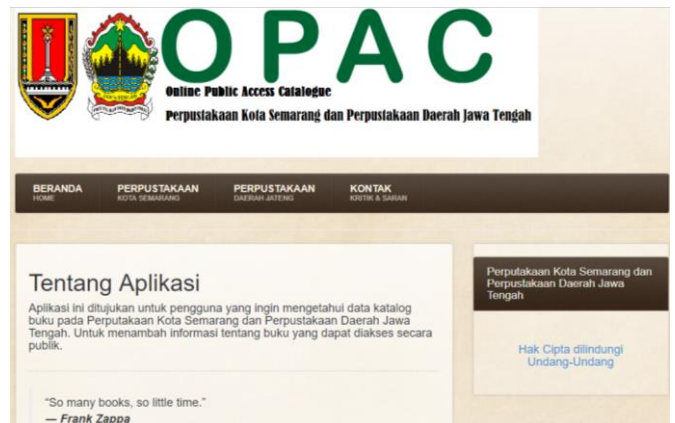 OPAC
Online Public Access Catalogue
Perpustakaan Kota Semarang dan Perpustakaan Daerah Jawa Tengah
BERANDA
HOME
PERPUSTAKAAN
KOTA SEMARANG
PERPUSTAKAAN
DAERAH JATENG
KONTAK
KRITIK & SARAN
Tentang Aplikasi
Aplikasi ini ditujukan untuk pengguna yang ingin mengetahui data katalog
buku pada Perputakaan Kota Semarang dan Perpustakaan Daerah Jawa
Tengah. Untuk menambah informasi tentang buku yang dapat diakses secara
publik.
“So many books, so little time.”
― Frank Zappa
Perputakaan Kota Semarang dan
Perpustakaan Daerah Jawa
Tengah
Hak Cipta dilindungi
Undang-Undang